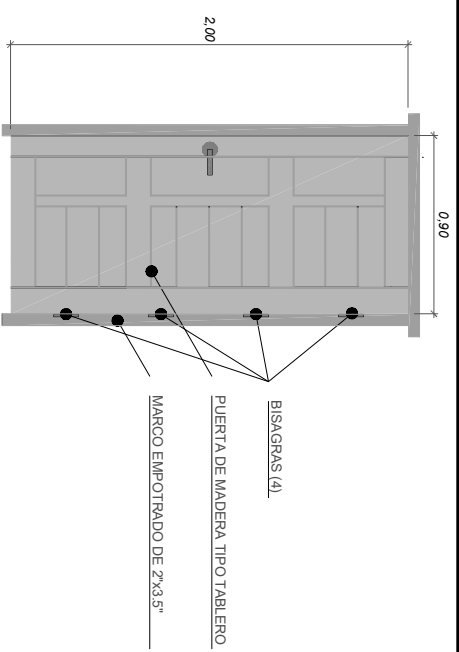 2,00
0,90
BISAGRAS (4)
PUERTA DE MADERA TIPO TABLERO
MARCO EMPOTRADO DE 2"x3.5"